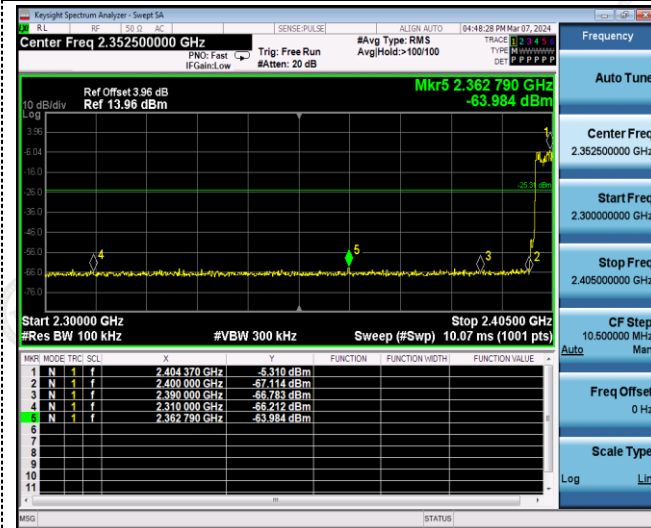 Keysight Spectrum Analyzer - Swept SA
RL RF 50 Ω AC SENSE:PULSE ALIGN AUTO 04:48:28 PM Mar 07, 2024
Center Freq 2.352500000 GHz
PNO: Fast
IFGain:Low
Trig: Free Run
#Atten: 20 dB
#Avg Type: RMS
Avg|Hold:>100/100
TRACE 1 2 3 4 5 6
TYPE M W W W W W
DET P P P P P P
Ref Offset 3.96 dB
Ref 13.96 dBm
10 dB/div
Log
Mkr5 2.362 790 GHz
-63.984 dBm
3.96
-6.04
-16.0
-26.0
-36.0
-46.0
-56.0
-66.0
-76.0
-25.31 dBm
1
4
5
3
2
Start 2.30000 GHz
Stop 2.40500 GHz
#Res BW 100 kHz
#VBW 300 kHz
Sweep (#Swp) 10.07 ms (1001 pts)
MKR MODE TRC SCL X Y FUNCTION FUNCTION WIDTH FUNCTION VALUE
1 N 1 f 2.404 370 GHz -5.310 dBm
2 N 1 f 2.400 000 GHz -67.114 dBm
3 N 1 f 2.390 000 GHz -66.783 dBm
4 N 1 f 2.310 000 GHz -66.212 dBm
5 N 1 f 2.362 790 GHz -63.984 dBm
6
7
8
9
10
11
MSG STATUS
Frequency
Auto Tune
Center Freq
2.352500000 GHz
Start Freq
2.300000000 GHz
Stop Freq
2.405000000 GHz
CF Step
10.500000 MHz
Auto Man
Freq Offset
0 Hz
Scale Type
Log Lin